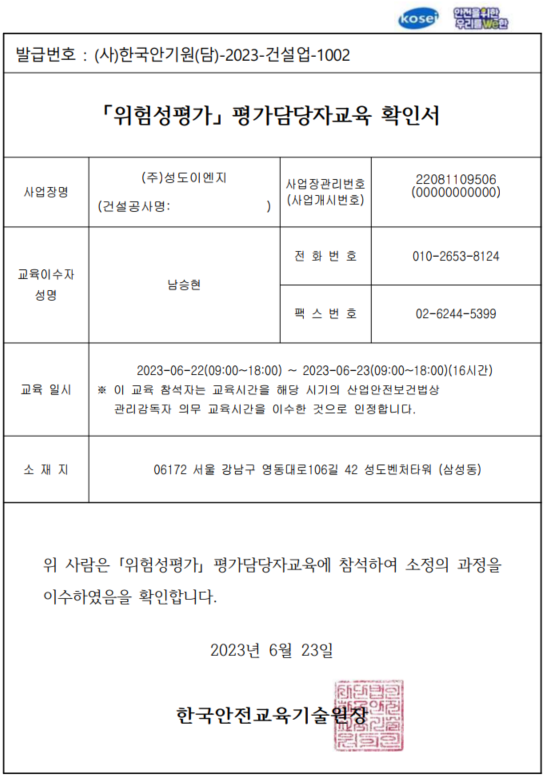 kosei 안전을위한
우리를We한
발급번호 : (사)한국안기원(담)-2023-건설업-1002
「위험성평가」 평가담당자교육 확인서
사업장명
(주)성도이엔지
(건설공사명: )
사업장관리번호
(사업개시번호)
22081109506
(00000000000)
교육이수자
성명
남승현
전 화 번 호
010-2653-8124
팩 스 번 호
02-6244-5399
교육 일시
2023-06-22(09:00~18:00) ~ 2023-06-23(09:00~18:00)(16시간)
※ 이 교육 참석자는 교육시간을 해당 시기의 산업안전보건법상
관리감독자 의무 교육시간을 이수한 것으로 인정합니다.
소 재 지
06172 서울 강남구 영동대로106길 42 성도벤처타워 (삼성동)
위 사람은 「위험성평가」 평가담당자교육에 참석하여 소정의 과정을
이수하였음을 확인합니다.
2023년 6월 23일
한국안전교육기술원장